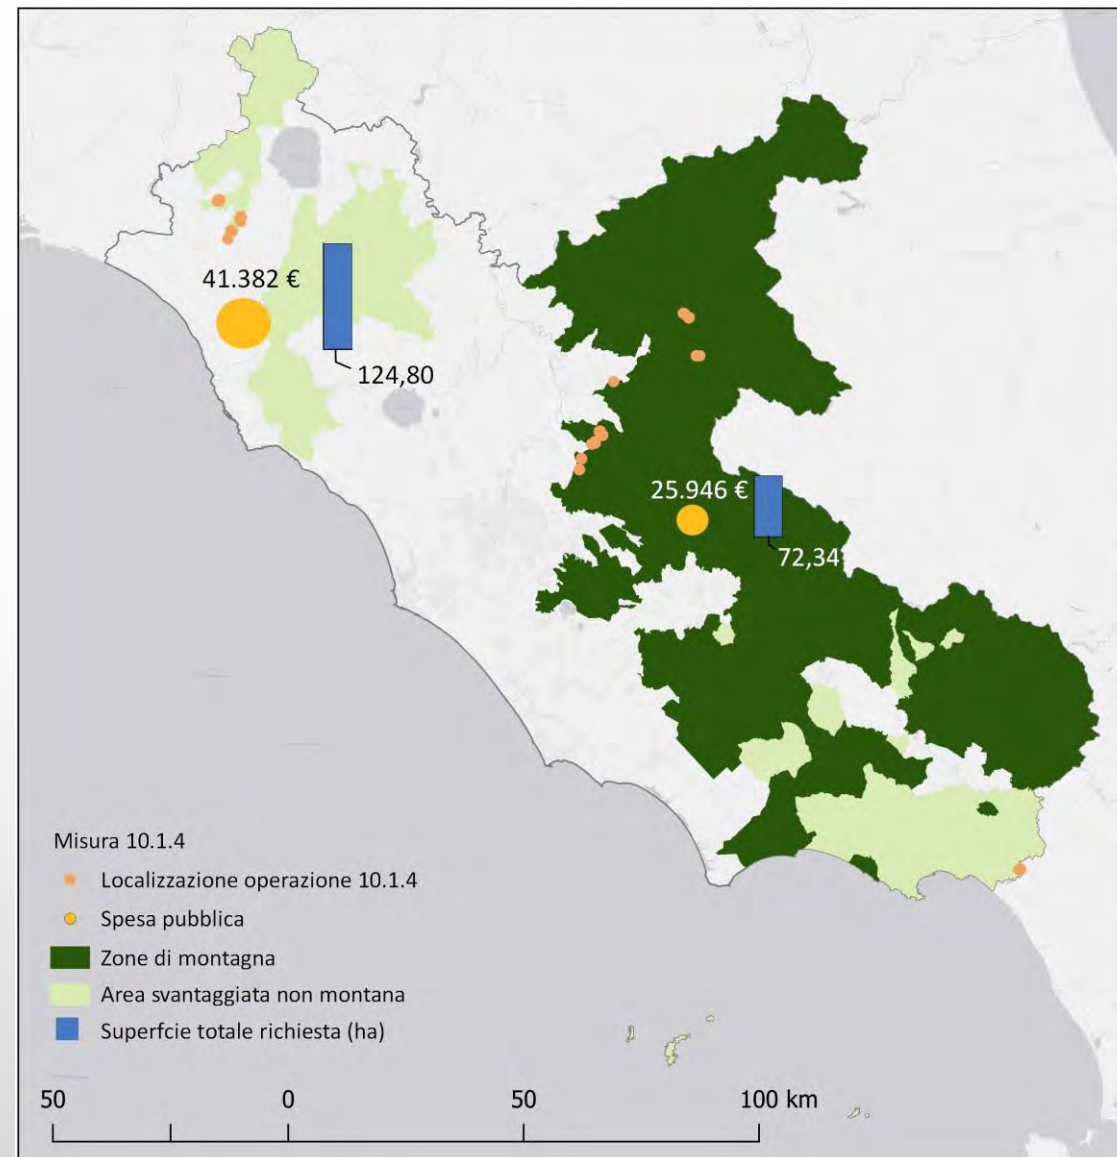 41.382 €
124,80
25.946 €
72,34
Misura 10.1.4
Localizzazione operazione 10.1.4
Spesa pubblica
Zone di montagna
Area svantaggiata non montana
Superfcie totale richiesta (ha)
50 0 50 100 km